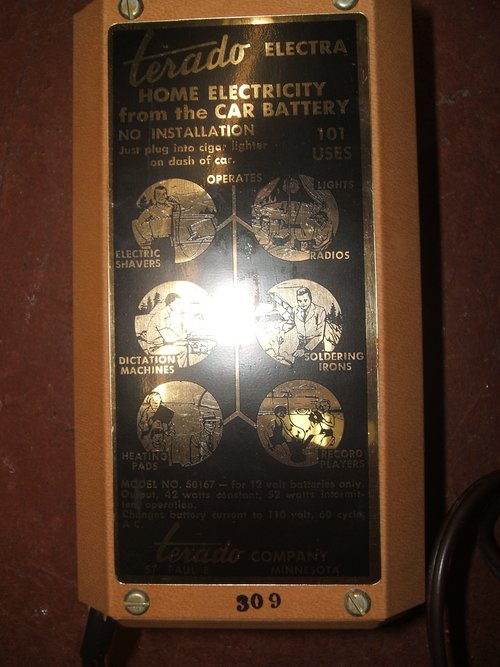 terado ELECTRA
HOME ELECTRICITY
from the CAR BATTERY
NO INSTALLATION
Just plug into cigar lighter
on dash of car.
101
USES
OPERATES
LIGHTS
ELECTRIC
SHAVERS
RADIOS
DICTATION
MACHINES
SOLDERING
IRONS
HEATING
PADS
RECORD
PLAYERS
MODEL NO. 50167 — for 12 volt batteries only.
Output, 42 watts constant, 52 watts intermit-
tent operation.
Changes battery current to 110 volt, 60 cycle,
A.C.
terado COMPANY
ST. PAUL 8 MINNESOTA
309